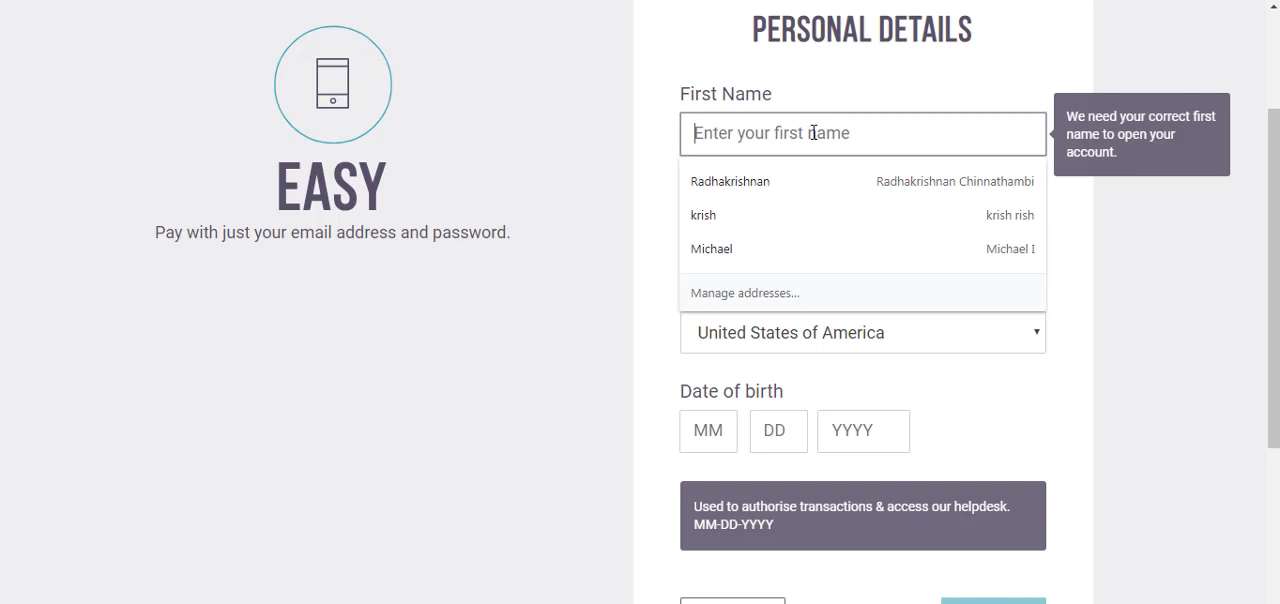 EASY
Pay with just your email address and password.
PERSONAL DETAILS
First Name
Enter your first name
We need your correct first
name to open your
account.
Radhakrishnan Radhakrishnan Chinnathambi
krish krish rish
Michael Michael I
Manage addresses...
United States of America
Date of birth
MM DD YYYY
Used to authorise transactions & access our helpdesk.
MM-DD-YYYY